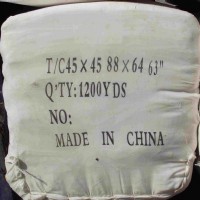 T/C45×45 88×64 63"
Q'TY:1200YDS
NO:
MADE IN CHINA